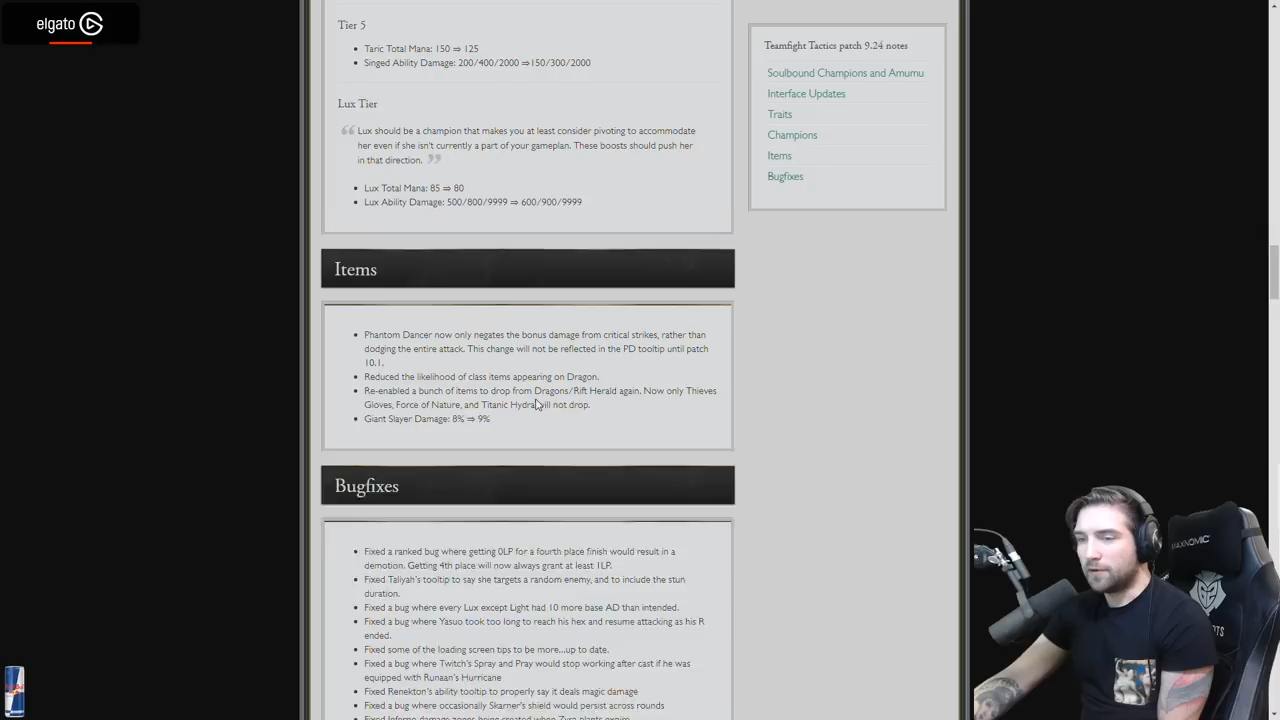 elgato
Tier 5
Taric Total Mana: 150 ⇒ 125
Singed Ability Damage: 200/400/2000 ⇒150/300/2000
Lux Tier
Lux should be a champion that makes you at least consider pivoting to accommodate
her even if she isn't currently a part of your gameplan. These boosts should push her
in that direction.
Lux Total Mana: 85 ⇒ 80
Lux Ability Damage: 500/800/9999 ⇒ 600/900/9999
Items
Phantom Dancer now only negates the bonus damage from critical strikes, rather than
dodging the entire attack. This change will not be reflected in the PD tooltip until patch
10.1.
Reduced the likelihood of class items appearing on Dragon.
Re-enabled a bunch of items to drop from Dragons/Rift Herald again. Now only Thieves
Gloves, Force of Nature, and Titanic Hydra will not drop.
Giant Slayer Damage: 8% ⇒ 9%
Bugfixes
Fixed a ranked bug where getting 0LP for a fourth place finish would result in a
demotion. Getting 4th place will now always grant at least 1LP.
Fixed Taliyah's tooltip to say she targets a random enemy, and to include the stun
duration.
Fixed a bug where every Lux except Light had 10 more base AD than intended.
Fixed a bug where Yasuo took too long to reach his hex and resume attacking as his R
ended.
Fixed some of the loading screen tips to be more...up to date.
Fixed a bug where Twitch's Spray and Pray would stop working after cast if he was
equipped with Runaan's Hurricane
Fixed Renekton's ability tooltip to properly say it deals magic damage
Fixed a bug where occasionally Skarner's shield would persist across rounds
Fixed Inferno damage zones being created when Zyra plants expire
Teamfight Tactics patch 9.24 notes
Soulbound Champions and Amumu
Interface Updates
Traits
Champions
Items
Bugfixes
MAXNOMIC